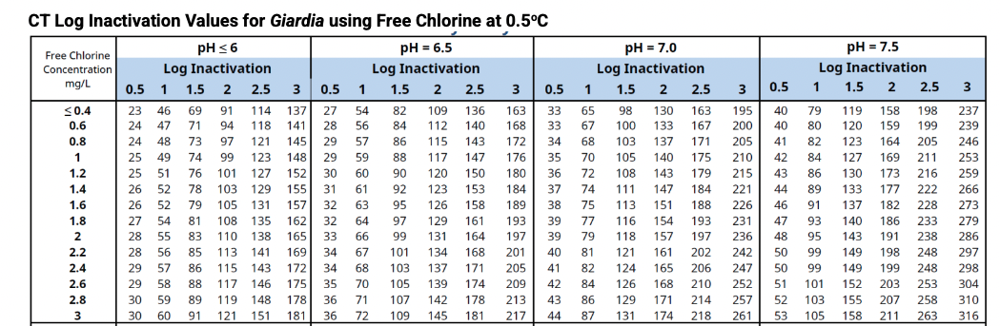 CT Log Inactivation Values for Giardia using Free Chlorine at 0.5ºC
Free Chlorine Concentration mg/L pH ≤ 6 pH = 6.5 pH = 7.0 pH = 7.5
Log Inactivation Log Inactivation Log Inactivation Log Inactivation
0.5 1 1.5 2 2.5 3 0.5 1 1.5 2 2.5 3 0.5 1 1.5 2 2.5 3 0.5 1 1.5 2 2.5 3
≤ 0.4 23 46 69 91 114 137 27 54 82 109 136 163 33 65 98 130 163 195 40 79 119 158 198 237
0.6 24 47 71 94 118 141 28 56 84 112 140 168 33 67 100 133 167 200 40 80 120 159 199 239
0.8 24 48 73 97 121 145 29 57 86 115 143 172 34 68 103 137 171 205 41 82 123 164 205 246
1 25 49 74 99 123 148 29 59 88 117 147 176 35 70 105 140 175 210 42 84 127 169 211 253
1.2 25 51 76 101 127 152 30 60 90 120 150 180 36 72 108 143 179 215 43 86 130 173 216 259
1.4 26 52 78 103 129 155 31 61 92 123 153 184 37 74 111 147 184 221 44 89 133 177 222 266
1.6 26 52 79 105 131 157 32 63 95 126 158 189 38 75 113 151 188 226 46 91 137 182 228 273
1.8 27 54 81 108 135 162 32 64 97 129 161 193 39 77 116 154 193 231 47 93 140 186 233 279
2 28 55 83 110 138 165 33 66 99 131 164 197 39 79 118 157 197 236 48 95 143 191 238 286
2.2 28 56 85 113 141 169 34 67 101 134 168 201 40 81 121 161 202 242 50 99 149 198 248 297
2.4 29 57 86 115 143 172 34 68 103 137 171 205 41 82 124 165 206 247 50 99 149 199 248 298
2.6 29 58 88 117 146 175 35 70 105 139 174 209 42 84 126 168 210 252 51 101 152 203 253 304
2.8 30 59 89 119 148 178 36 71 107 142 178 213 43 86 129 171 214 257 52 103 155 207 258 310
3 30 60 91 121 151 181 36 72 109 145 181 217 44 87 131 174 218 261 53 105 158 211 263 316